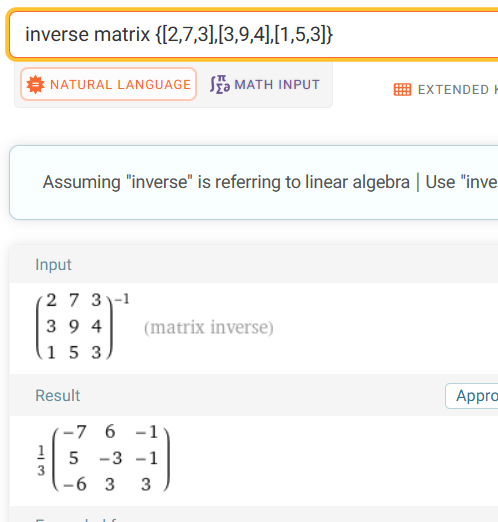 inverse matrix {[2,7,3],[3,9,4],[1,5,3]}
NATURAL LANGUAGE
∫π Σ∂ MATH INPUT
EXTENDED K
Assuming "inverse" is referring to linear algebra | Use "inve
Input
2 7 3 −1
3 9 4 (matrix inverse)
1 5 3
Result
Appro
−7 6 −1
1/3 5 −3 −1
−6 3 3